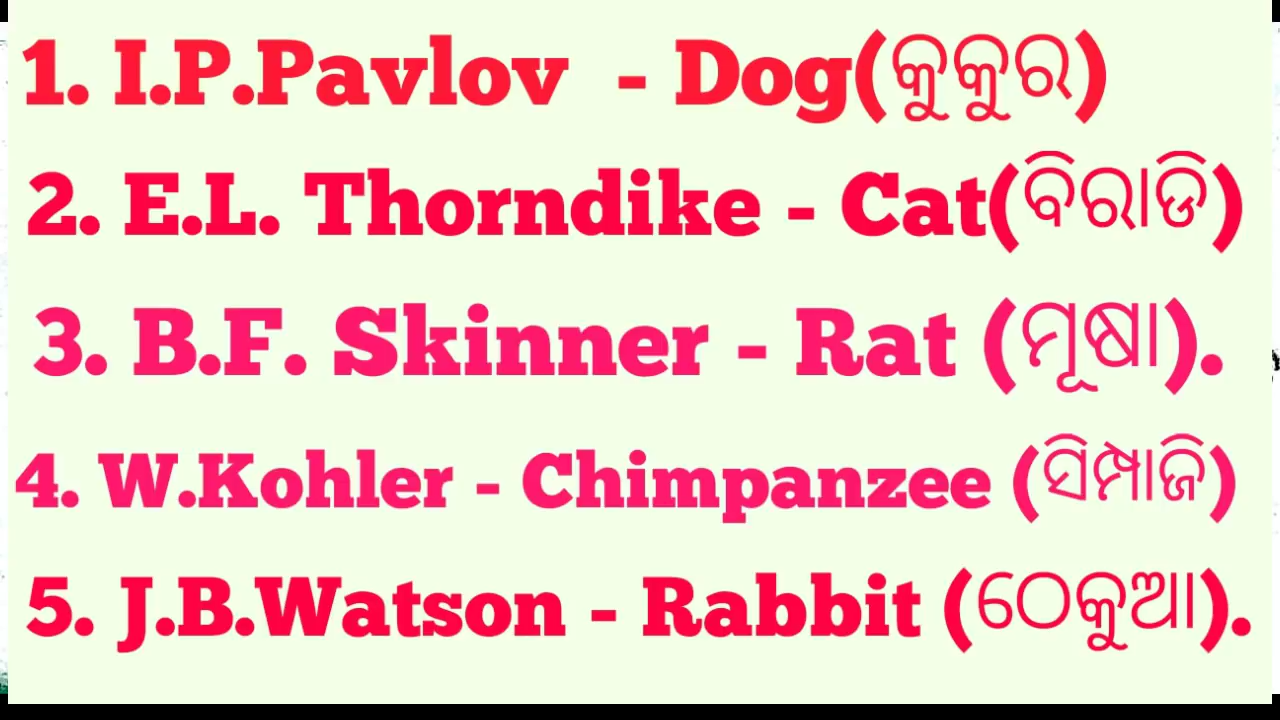 1. I.P.Pavlov - Dog(କୁକୁର)
2. E.L. Thorndike - Cat(ବିରାଡି)
3. B.F. Skinner - Rat (ମୂଷା).
4. W.Kohler - Chimpanzee (ସିମ୍ପାଜି)
5. J.B.Watson - Rabbit (ଠେକୁଆ).